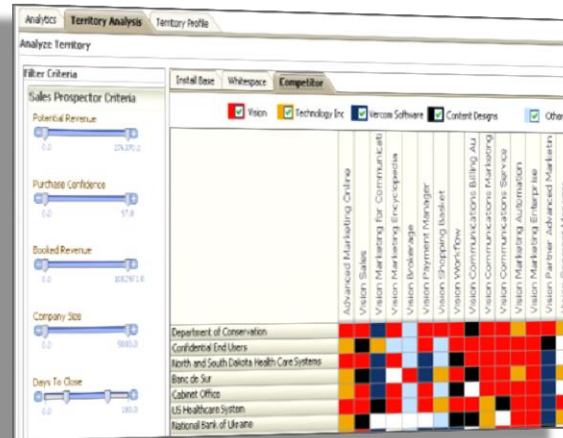 Analytics Territory Analysis Territory Profile
Analyze Territory
Filter Criteria
Sales Prospector Criteria
Potential Revenue
0.0
Purchase Confidence
0.0 97.0
Booked Revenue
0.0
Company Size
0.0
Days To Close
0.0 180.0
Install Base Whitespace Competitor
Vision Technology Inc Vercom Software Content Designs Other
Advanced Marketing Online
Vision Sales
Vision Marketing for Communicati
Vision Marketing Encyclopedia
Vision Brokerage
Vision Payment Manager
Vision Shopping Basket
Vision Workflow
Vision Communications Billing Au
Vision Communications Marketing
Vision Communications Service
Vision Marketing Automation
Vision Marketing Enterprise
Vision Partner Advanced Marketin
Department of Conservation
Confidential End Users
North and South Dakota Health Care Systems
Banc de Sur
Cabinet Office
US Healthcare System
National Bank of Ukraine